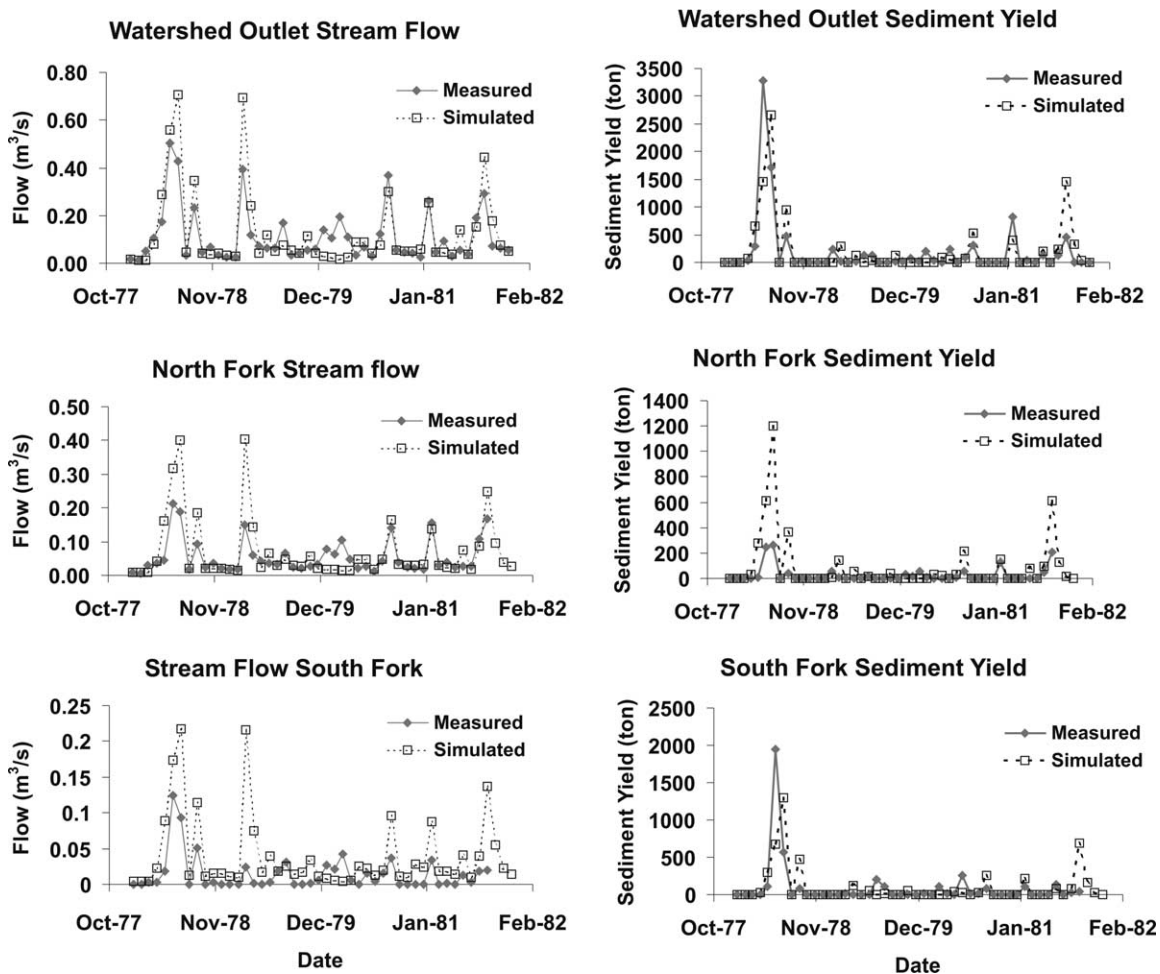 Watershed Outlet Stream Flow
Flow (m³/s)
0.80
0.60
0.40
0.20
0.00
Measured
Simulated
Oct-77 Nov-78 Dec-79 Jan-81 Feb-82
Watershed Outlet Sediment Yield
Sediment Yield (ton)
3500
3000
2500
2000
1500
1000
500
0
Measured
Simulated
Oct-77 Nov-78 Dec-79 Jan-81 Feb-82
North Fork Stream flow
Flow (m³/s)
0.50
0.40
0.30
0.20
0.10
0.00
Measured
Simulated
Oct-77 Nov-78 Dec-79 Jan-81 Feb-82
North Fork Sediment Yield
Sediment Yield (ton)
1400
1200
1000
800
600
400
200
0
Measured
Simulated
Oct-77 Nov-78 Dec-79 Jan-81 Feb-82
Stream Flow South Fork
Flow (m³/s)
0.25
0.2
0.15
0.1
0.05
0
Measured
Simulated
Oct-77 Nov-78 Dec-79 Jan-81 Feb-82
Date
South Fork Sediment Yield
Sediment Yield (ton)
2500
2000
1500
1000
500
0
Measured
Simulated
Oct-77 Nov-78 Dec-79 Jan-81 Feb-82
Date